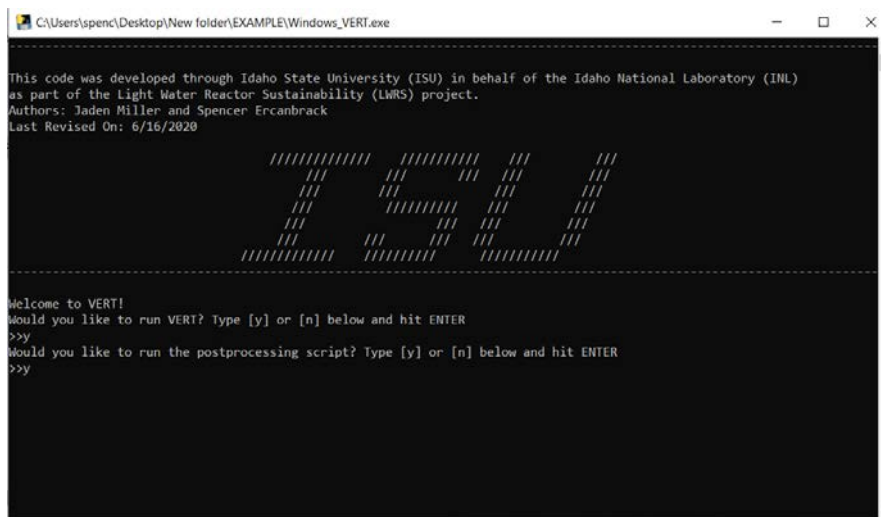 C:\Users\spenc\Desktop\New folder\EXAMPLE\Windows_VERT.exe
This code was developed through Idaho State University (ISU) in behalf of the Idaho National Laboratory (INL)
as part of the Light Water Reactor Sustainability (LWRS) project.
Authors: Jaden Miller and Spencer Ercanbrack
Last Revised On: 6/16/2020
ISU
Welcome to VERT!
Would you like to run VERT? Type [y] or [n] below and hit ENTER
>>y
Would you like to run the postprocessing script? Type [y] or [n] below and hit ENTER
>>y